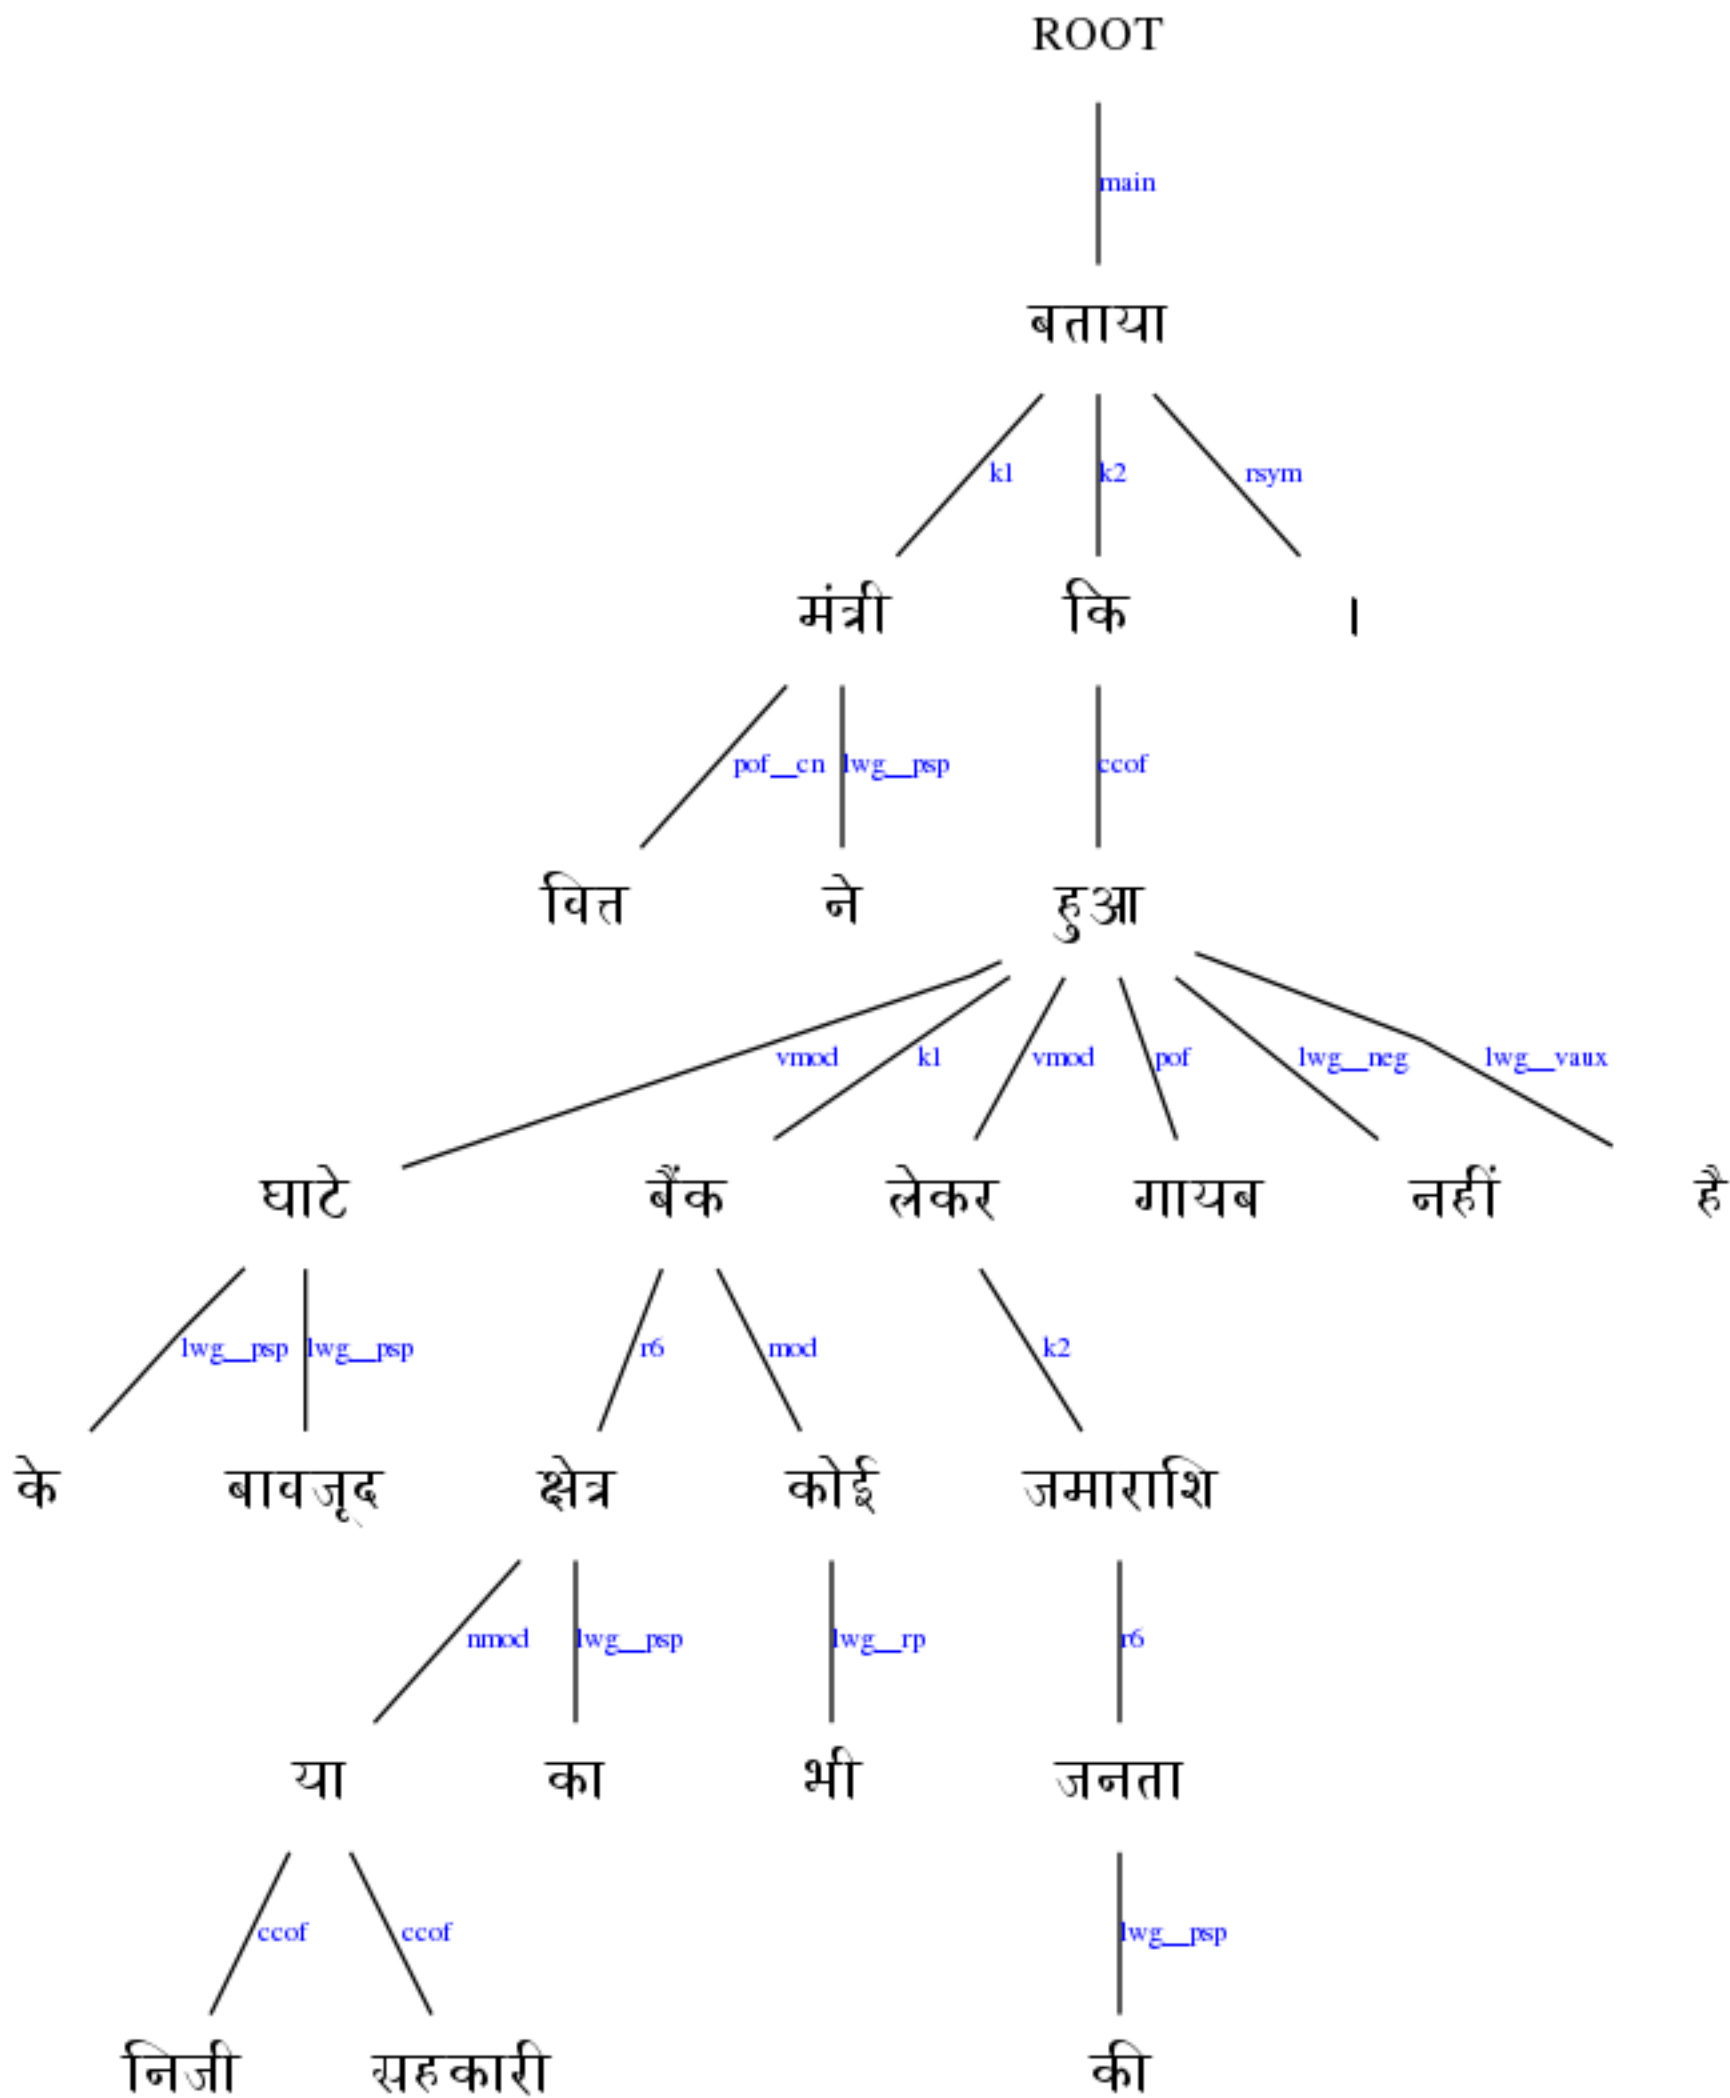 ROOT
main
बताया
k1 k2 rsym
मंत्री कि ।
pof__cn lwg__psp ccof
वित्त ने हुआ
vmod k1 vmod pof lwg__neg lwg__vaux
घाटे बैंक लेकर गायब नहीं है
lwg__psp lwg__psp r6 mod k2
के बावजूद क्षेत्र कोई जमाराशि
nmod lwg__psp lwg__rp r6
या का भी जनता
ccof ccof lwg__psp
निजी सहकारी की